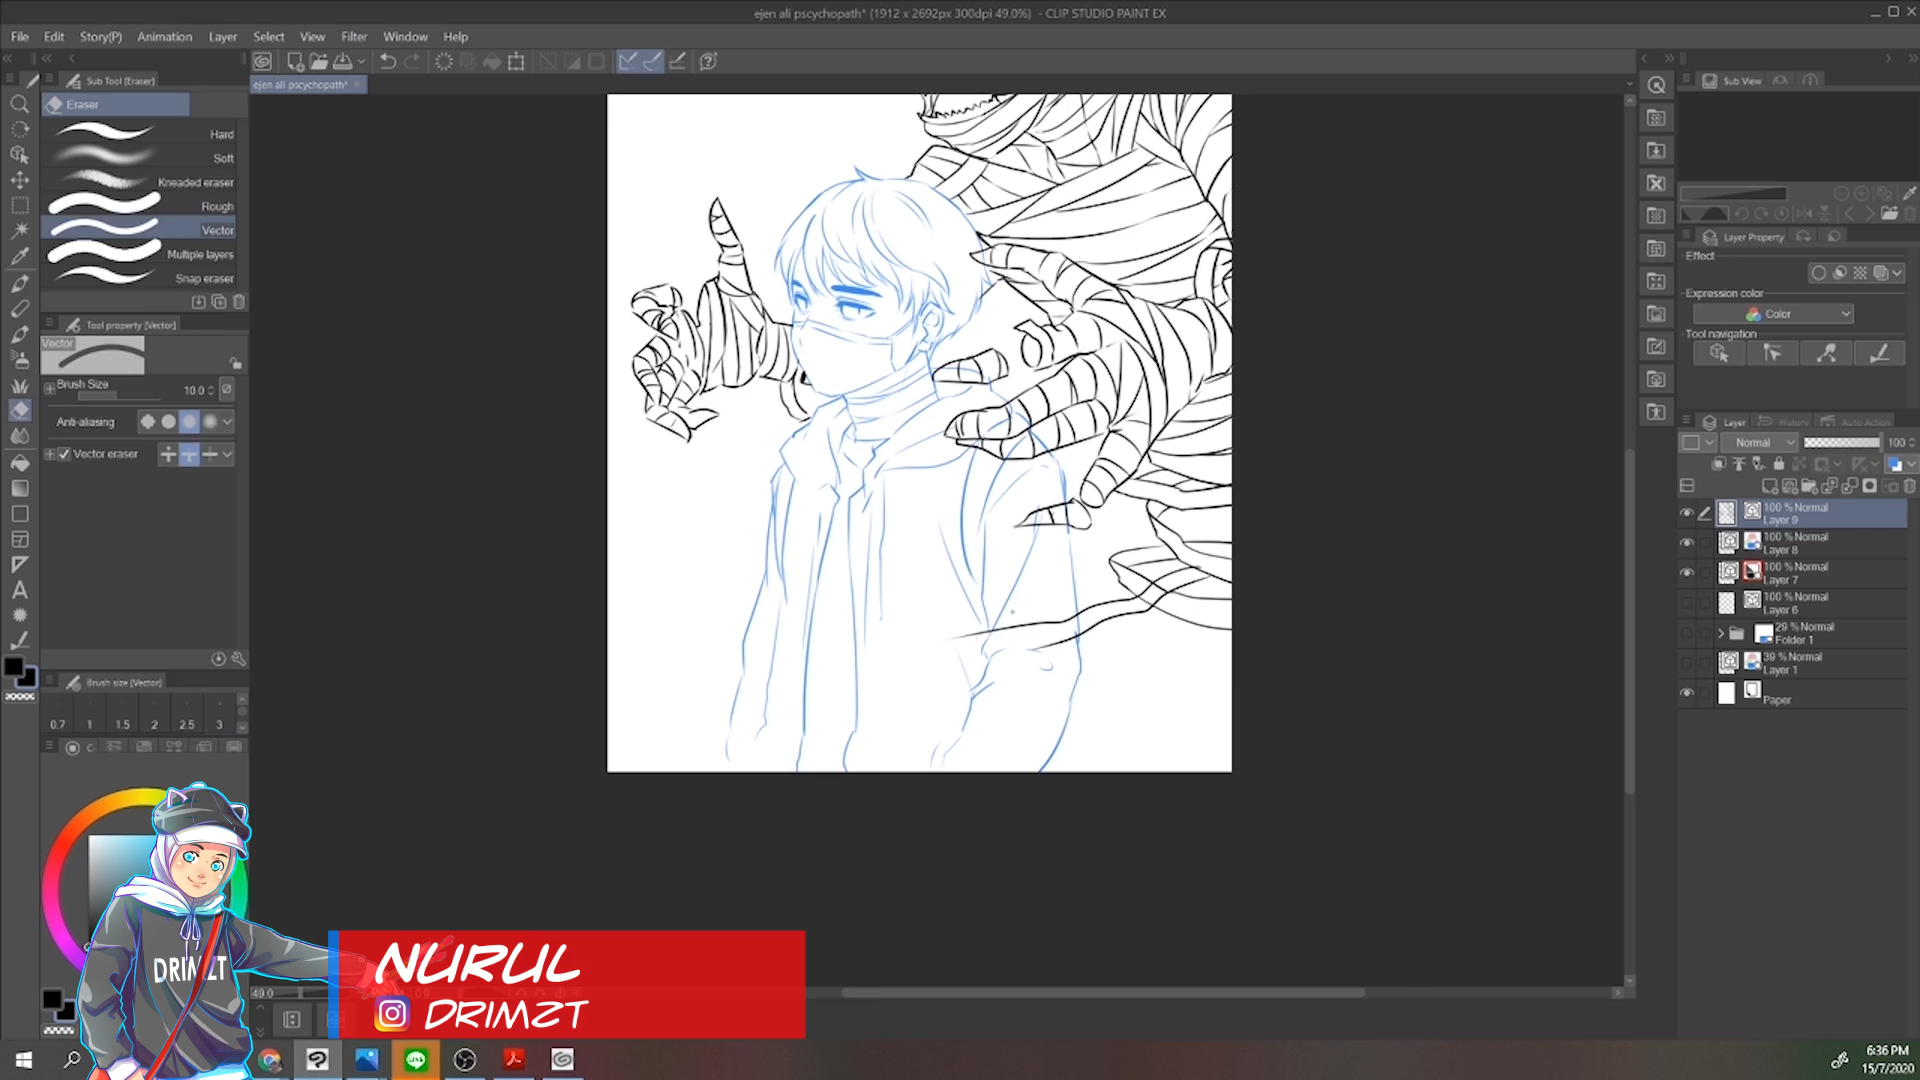 ejen ali pscychopath* (1912 x 2692px 300dpi 49.0%) - CLIP STUDIO PAINT EX
File Edit Story(P) Animation Layer Select View Filter Window Help
Sub Tool [Eraser]
ejen ali pscychopath*
Sub View
Eraser
Hard
Soft
Kneaded eraser
Rough
Vector
Multiple layers
Snap eraser
Tool property [Vector]
Vector
Brush Size 10.0
Anti-aliasing
Vector eraser
Brush size [Vector]
0.7 1 1.5 2 2.5 3
Layer Property
Effect
Expression color
Color
Tool navigation
Layer History Auto Action
Normal 100
100 % Normal
Layer 9
100 % Normal
Layer 8
100 % Normal
Layer 7
100 % Normal
Layer 6
29 % Normal
Folder 1
39 % Normal
Layer 1
Paper
DRIMZT
NURUL
DRIMZT
49.0
6:36 PM
15/7/2020